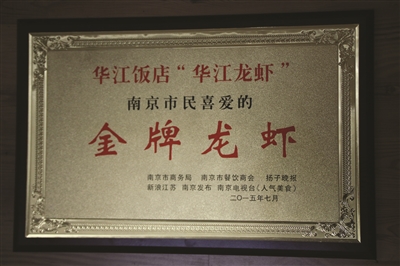 华江饭店“华江龙虾”
南京市民喜爱的
金牌龙虾
南京市商务局 南京市餐饮商会 扬子晚报
新浪江苏 南京发布 南京电视台(人气美食)
二〇一五年七月